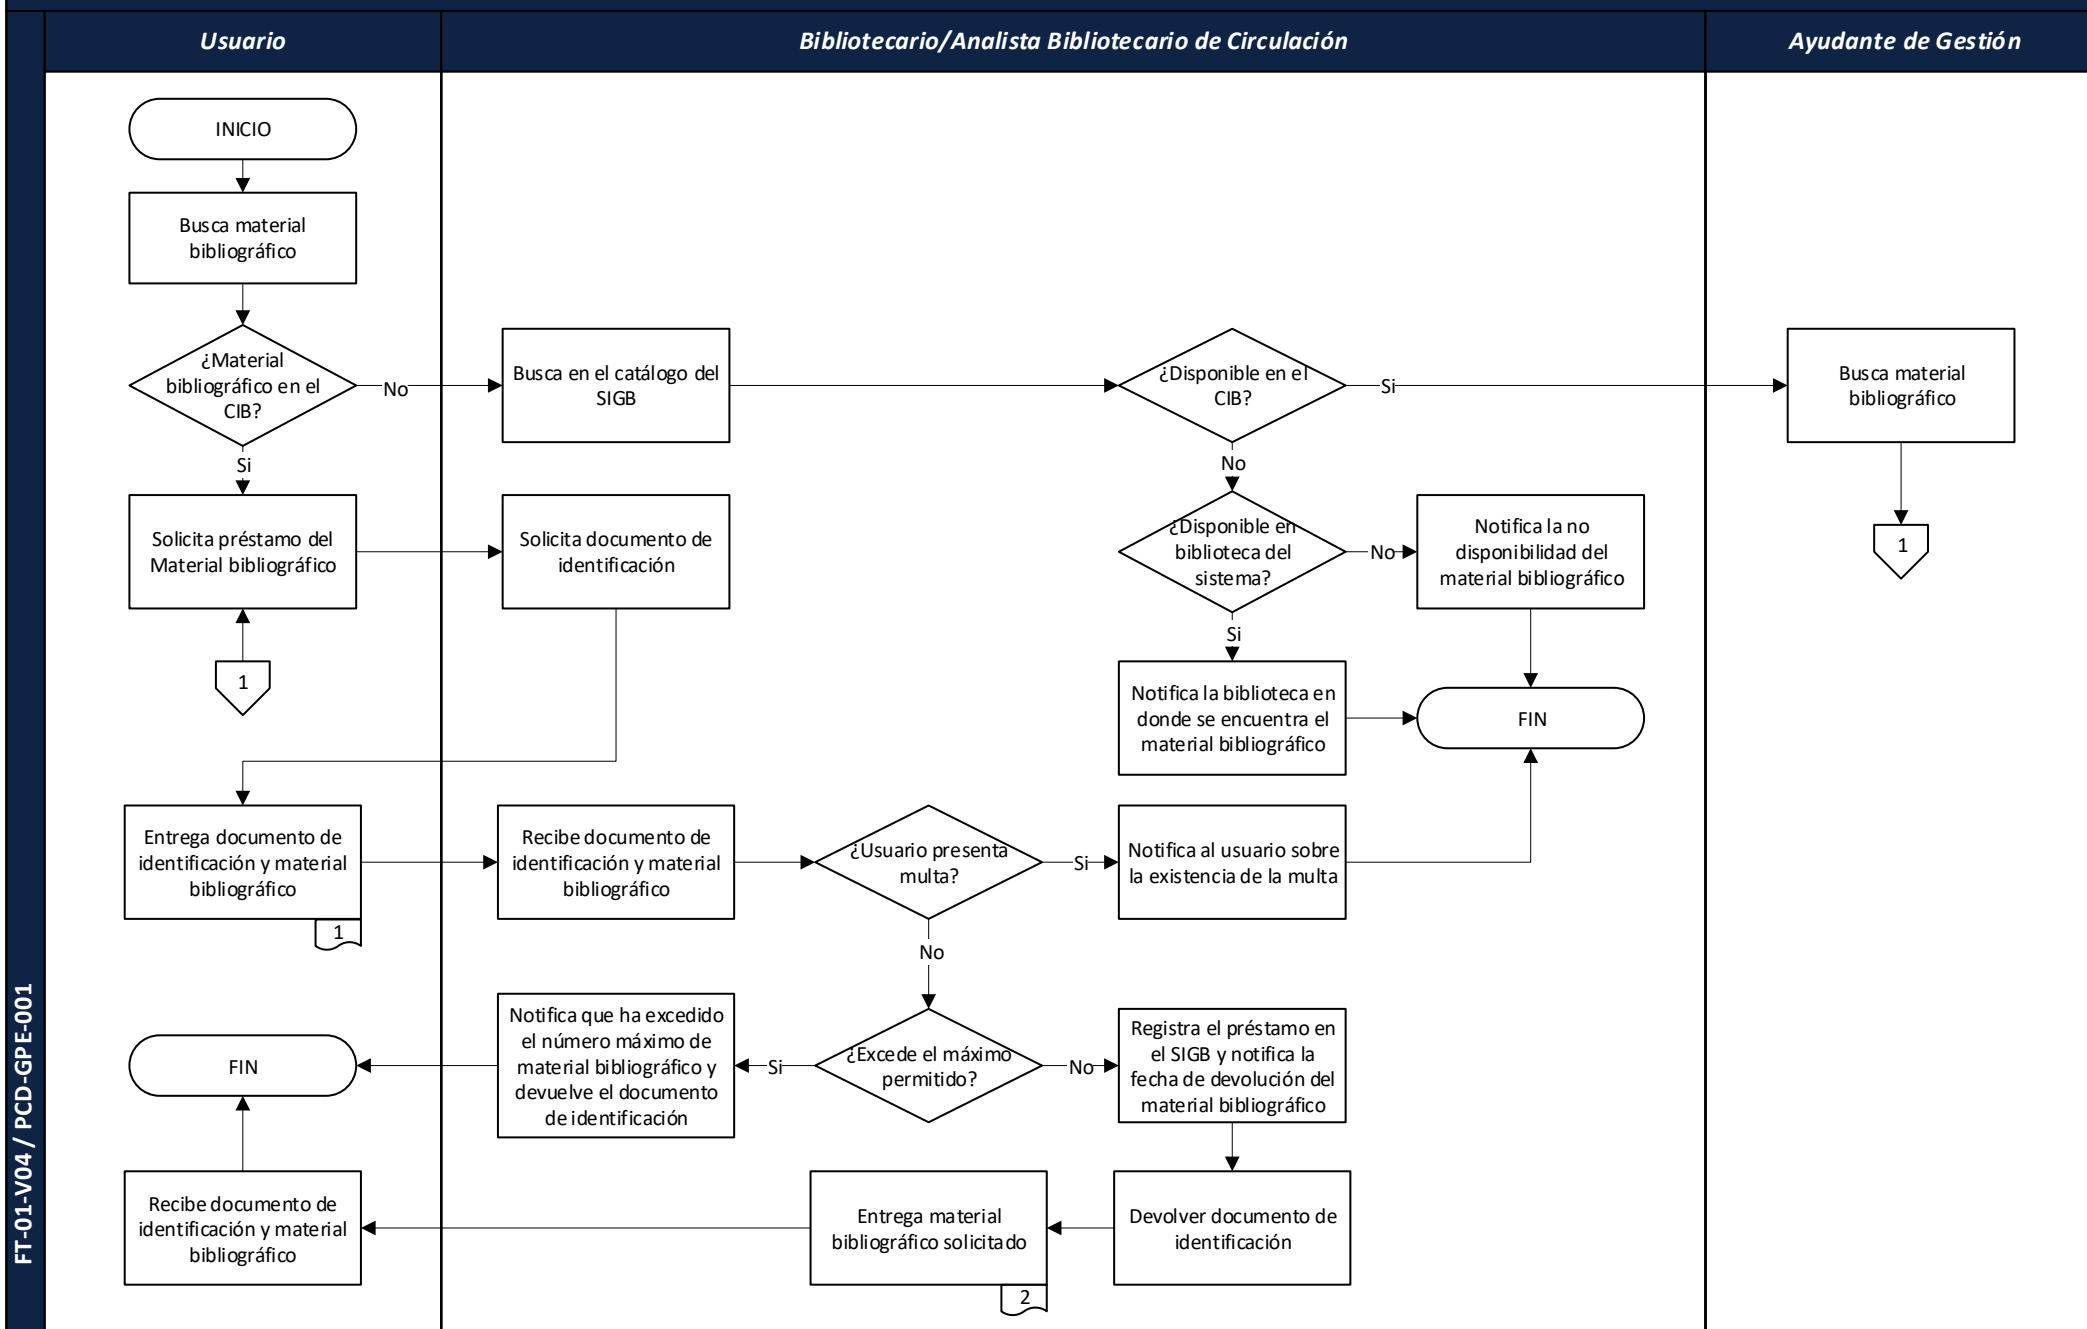 Usuario
Bibliotecario/Analista Bibliotecario de Circulación
Ayudante de Gestión
FT-01-V04 / PCD-GPE-001
INICIO
Busca material
bibliográfico
¿Material
bibliográfico en el
CIB?
No
Busca en el catálogo del
SIGB
¿Disponible en el
CIB?
Si
Busca material
bibliográfico
Si
No
Solicita préstamo del
Material bibliográfico
Solicita documento de
identificación
¿Disponible en
biblioteca del
sistema?
No
Notifica la no
disponibilidad del
material bibliográfico
1
Si
1
Notifica la biblioteca en
donde se encuentra el
material bibliográfico
FIN
Entrega documento de
identificación y material
bibliográfico
1
Recibe documento de
identificación y material
bibliográfico
¿Usuario presenta
multa?
Si
Notifica al usuario sobre
la existencia de la multa
No
FIN
Notifica que ha excedido
el número máximo de
material bibliográfico y
devuelve el documento
de identificación
Si
¿Excede el máximo
permitido?
No
Registra el préstamo en
el SIGB y notifica la
fecha de devolución del
material bibliográfico
Recibe documento de
identificación y material
bibliográfico
Entrega material
bibliográfico solicitado
2
Devolver documento de
identificación